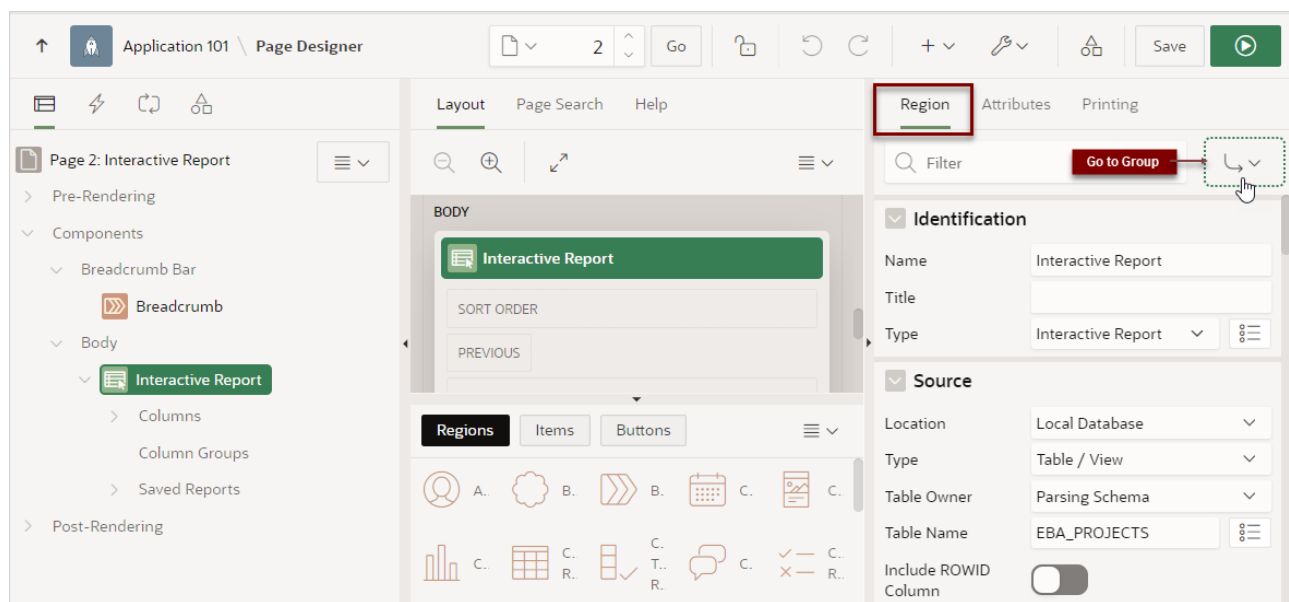 Application 101 \ Page Designer
2
Go
Save
Page 2: Interactive Report
Pre-Rendering
Components
Breadcrumb Bar
Breadcrumb
Body
Interactive Report
Columns
Column Groups
Saved Reports
Post-Rendering
Layout Page Search Help
BODY
Interactive Report
SORT ORDER
PREVIOUS
Regions Items Buttons
A.. B.. B. C. C..
C.. C.. R.. C. T.. R. C. C.. R..
Region Attributes Printing
Filter
Go to Group
Identification
Name Interactive Report
Title
Type Interactive Report
Source
Location Local Database
Type Table / View
Table Owner Parsing Schema
Table Name EBA_PROJECTS
Include ROWID
Column